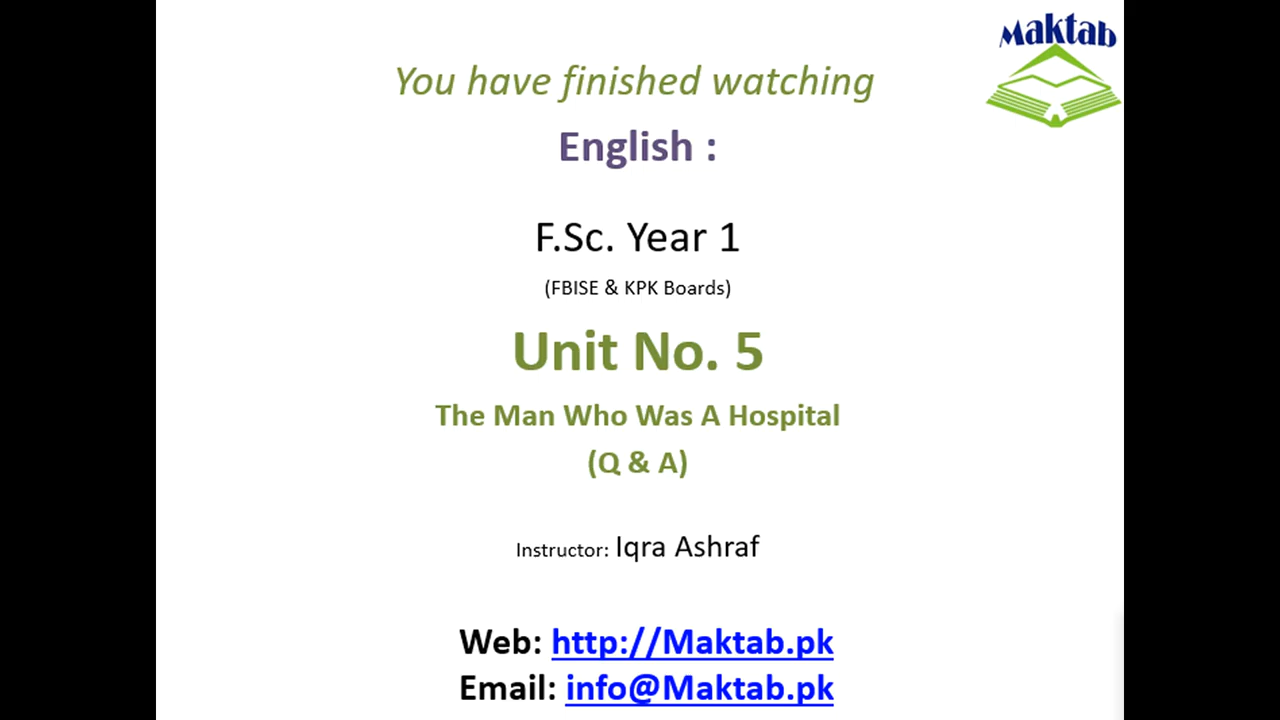 Maktab
You have finished watching
English :
F.Sc. Year 1
(FBISE & KPK Boards)
Unit No. 5
The Man Who Was A Hospital
(Q & A)
Instructor: Iqra Ashraf
Web: http://Maktab.pk
Email: info@Maktab.pk